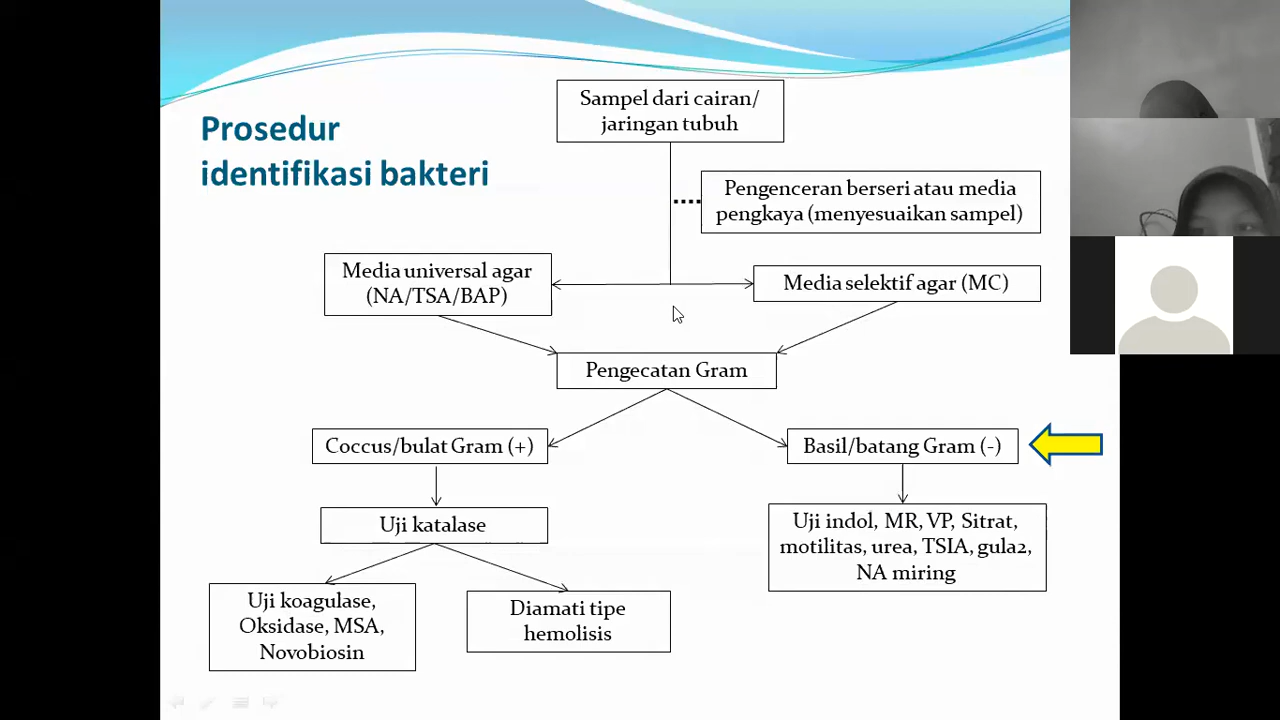 Prosedur
identifikasi bakteri
Sampel dari cairan/
jaringan tubuh
Pengenceran berseri atau media
pengkaya (menyesuaikan sampel)
Media universal agar
(NA/TSA/BAP)
Media selektif agar (MC)
Pengecatan Gram
Coccus/bulat Gram (+)
Basil/batang Gram (-)
Uji katalase
Uji indol, MR, VP, Sitrat,
motilitas, urea, TSIA, gula2,
NA miring
Uji koagulase,
Oksidase, MSA,
Novobiosin
Diamati tipe
hemolisis